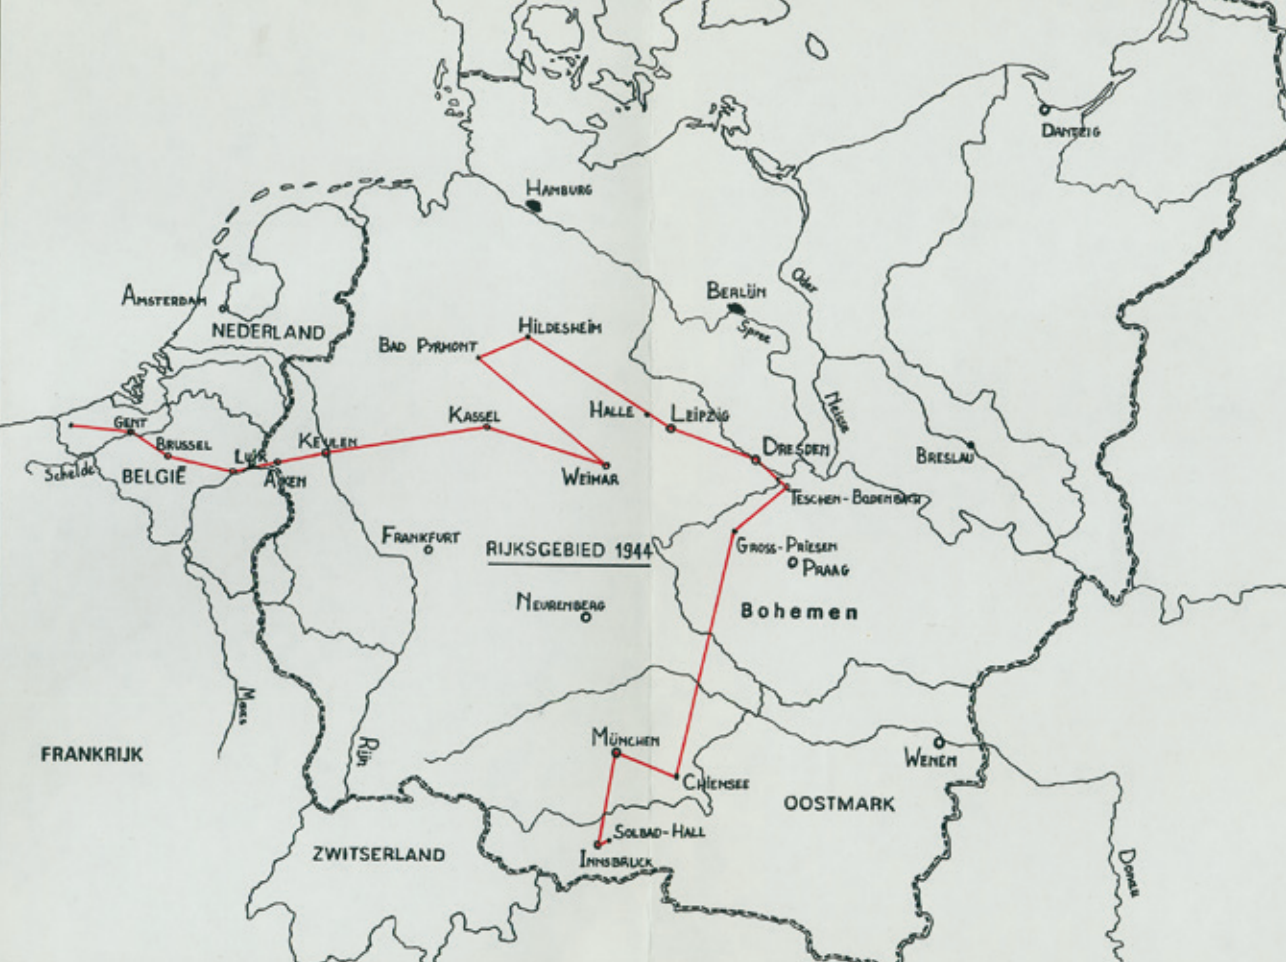 DANTZIG
HAMBURG
Oder
BERLIJN
AMSTERDAM
Spree
NEDERLAND
HILDESHEIM
BAD PYRMONT
Neisse
HALLE
LEIPZIG
KASSEL
GENT
BRUSSEL
KEULEN
DRESDEN
LUIK
BRESLAU
Schelde
BELGIË
AKEN
WEIMAR
TESCHEN-BODENBACH
FRANKFURT
RIJKSGEBIED 1944
GROSS-PRIESEN
PRAAG
NEURENBERG
Bohemen
Maas
MÜNCHEN
Rijn
FRANKRIJK
WENEN
CHIEMSEE
OOSTMARK
SOLBAD-HALL
ZWITSERLAND
INNSBRUCK
Donau